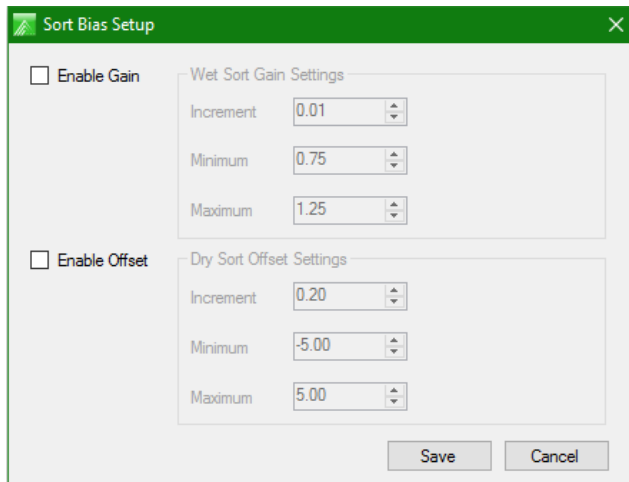 Sort Bias Setup
Enable Gain
Wet Sort Gain Settings
Increment 0.01
Minimum 0.75
Maximum 1.25
Enable Offset
Dry Sort Offset Settings
Increment 0.20
Minimum -5.00
Maximum 5.00
Save Cancel